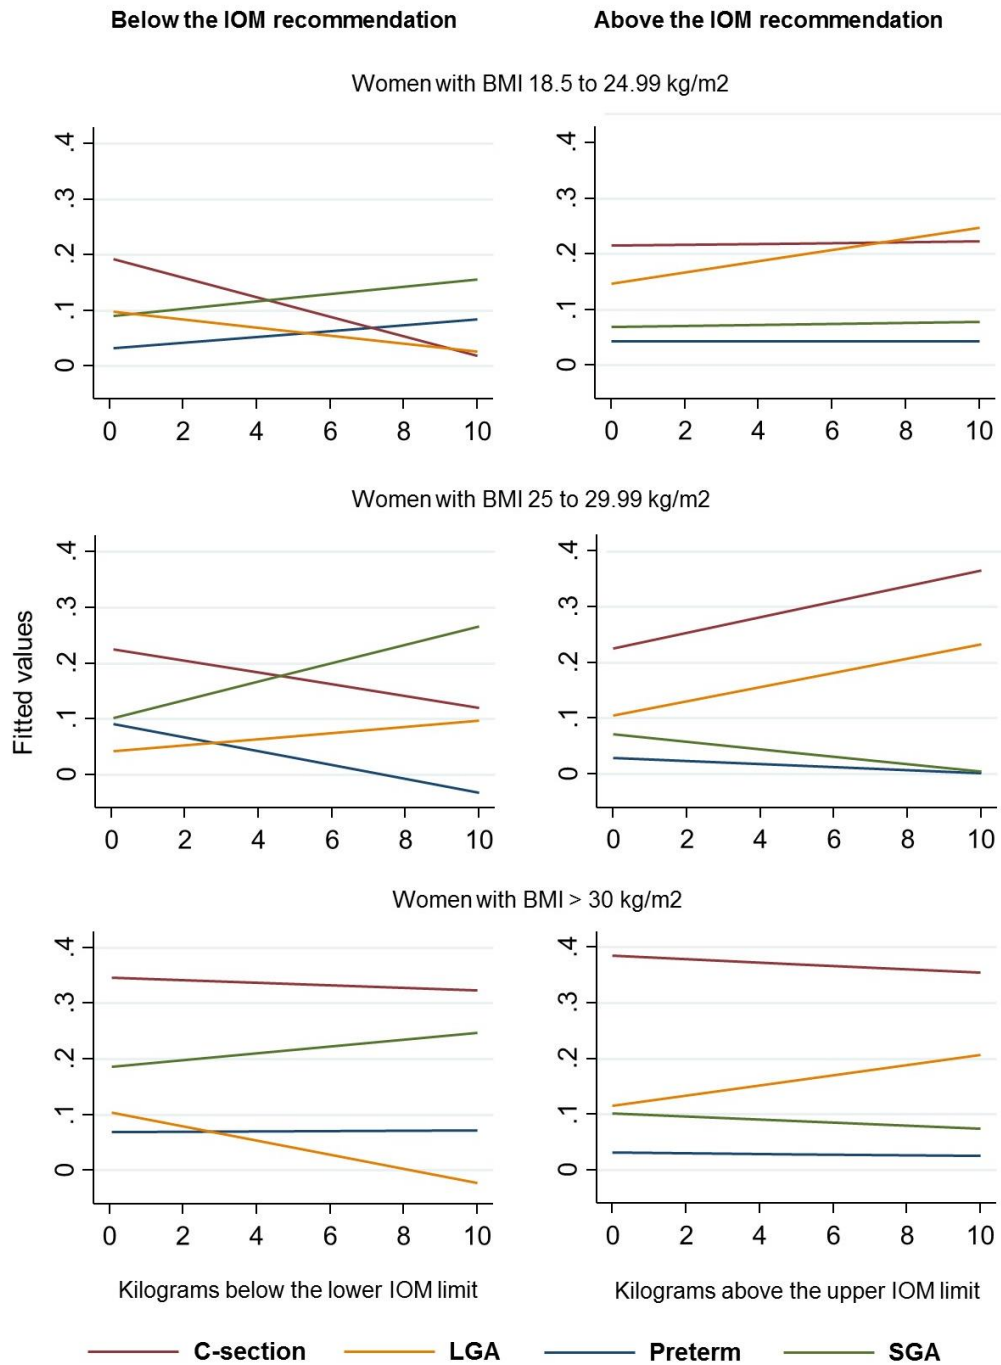 Below the IOM recommendation Above the IOM recommendation
Women with BMI 18.5 to 24.99 kg/m2
.4 .4
.3 .3
.2 .2
.1 .1
0 0
0 2 4 6 8 10 0 2 4 6 8 10
Women with BMI 25 to 29.99 kg/m2
Fitted values
.4 .4
.3 .3
.2 .2
.1 .1
0 0
0 2 4 6 8 10 0 2 4 6 8 10
Women with BMI > 30 kg/m2
.4 .4
.3 .3
.2 .2
.1 .1
0 0
0 2 4 6 8 10 0 2 4 6 8 10
Kilograms below the lower IOM limit Kilograms above the upper IOM limit
C-section LGA Preterm SGA